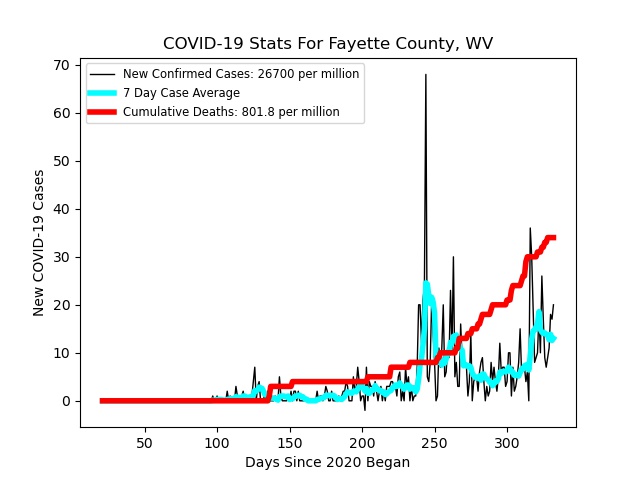 COVID-19 Stats For Fayette County, WV
New Confirmed Cases: 26700 per million
7 Day Case Average
Cumulative Deaths: 801.8 per million
New COVID-19 Cases
70
60
50
40
30
20
10
0
50 100 150 200 250 300
Days Since 2020 Began